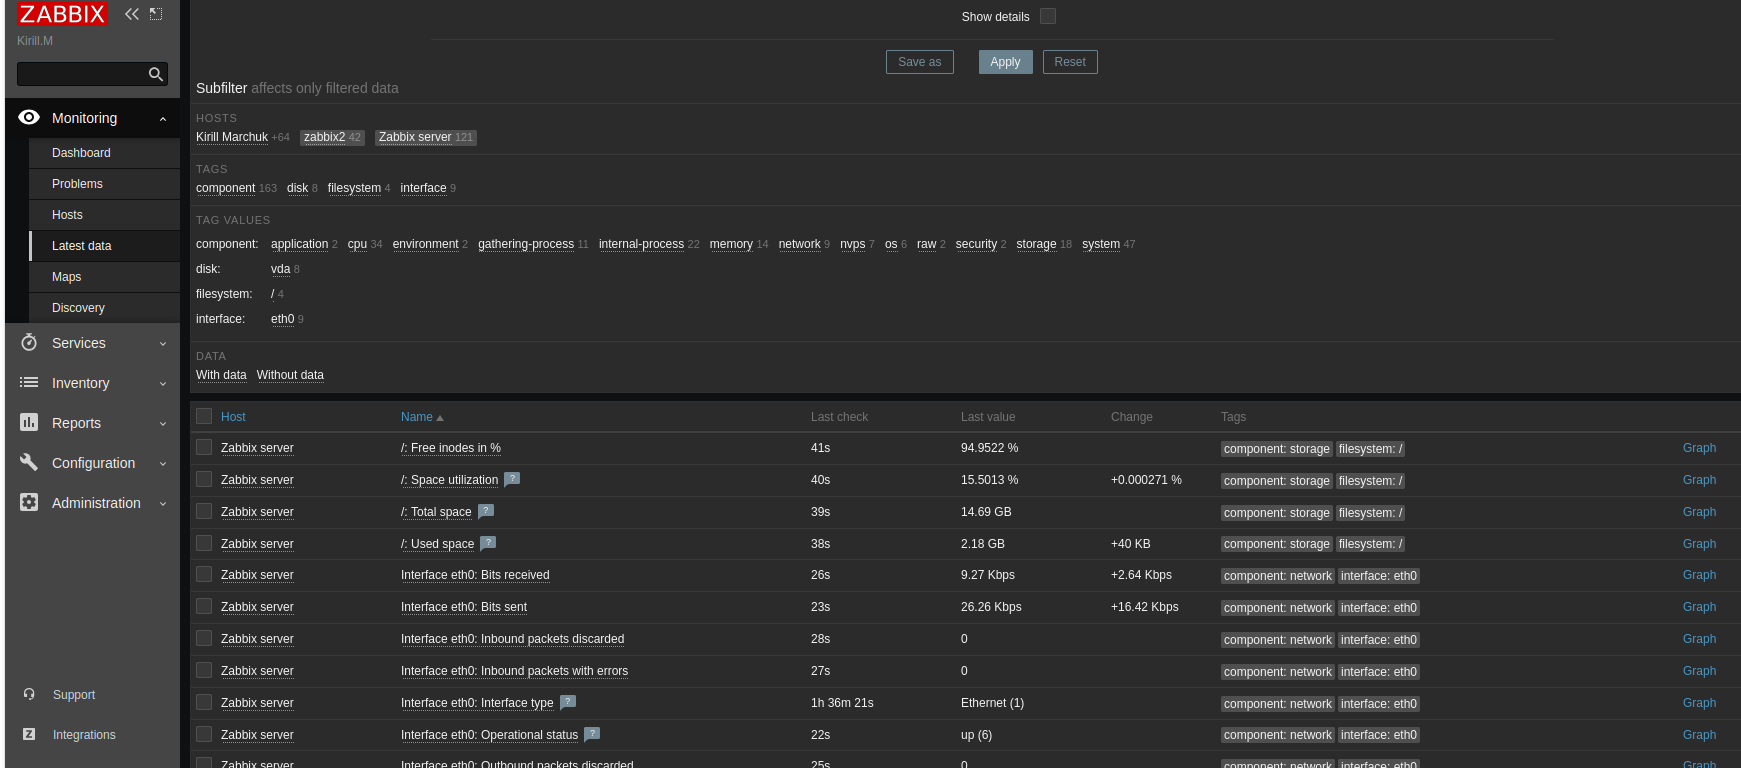 ZABBIX
Kirill.M
Monitoring
Dashboard
Problems
Hosts
Latest data
Maps
Discovery
Services
Inventory
Reports
Configuration
Administration
Support
Integrations
Show details
Save as Apply Reset
Subfilter affects only filtered data
HOSTS
Kirill Marchuk +64 zabbix2 42 Zabbix server 121
TAGS
component 163 disk 8 filesystem 4 interface 9
TAG VALUES
component: application 2 cpu 34 environment 2 gathering-process 11 internal-process 22 memory 14 network 9 nvps 7 os 6 raw 2 security 2 storage 18 system 47
disk: vda 8
filesystem: / 4
interface: eth0 9
DATA
With data Without data
Host Name Last check Last value Change Tags
Zabbix server /: Free inodes in % 41s 94.9522 % component: storage filesystem: / Graph
Zabbix server /: Space utilization ? 40s 15.5013 % +0.000271 % component: storage filesystem: / Graph
Zabbix server /: Total space ? 39s 14.69 GB component: storage filesystem: / Graph
Zabbix server /: Used space ? 38s 2.18 GB +40 KB component: storage filesystem: / Graph
Zabbix server Interface eth0: Bits received 26s 9.27 Kbps +2.64 Kbps component: network interface: eth0 Graph
Zabbix server Interface eth0: Bits sent 23s 26.26 Kbps +16.42 Kbps component: network interface: eth0 Graph
Zabbix server Interface eth0: Inbound packets discarded 28s 0 component: network interface: eth0 Graph
Zabbix server Interface eth0: Inbound packets with errors 27s 0 component: network interface: eth0 Graph
Zabbix server Interface eth0: Interface type ? 1h 36m 21s Ethernet (1) component: network interface: eth0 Graph
Zabbix server Interface eth0: Operational status ? 22s up (6) component: network interface: eth0 Graph
Zabbix server Interface eth0: Outbound packets discarded 25s 0 component: network interface: eth0 Graph